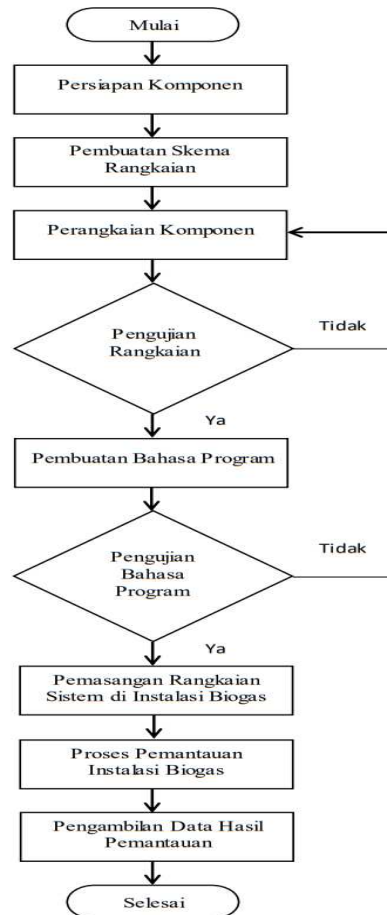 Mulai
Persiapan Komponen
Pembuatan Skema
Rangkaian
Perangkaian Komponen
Pengujian
Rangkaian
Tidak
Ya
Pembuatan Bahasa Program
Pengujian
Bahasa
Program
Tidak
Ya
Pemasangan Rangkaian
Sistem di Instalasi Biogas
Proses Pemantauan
Instalasi Biogas
Pengambilan Data Hasil
Pemantauan
Selesai